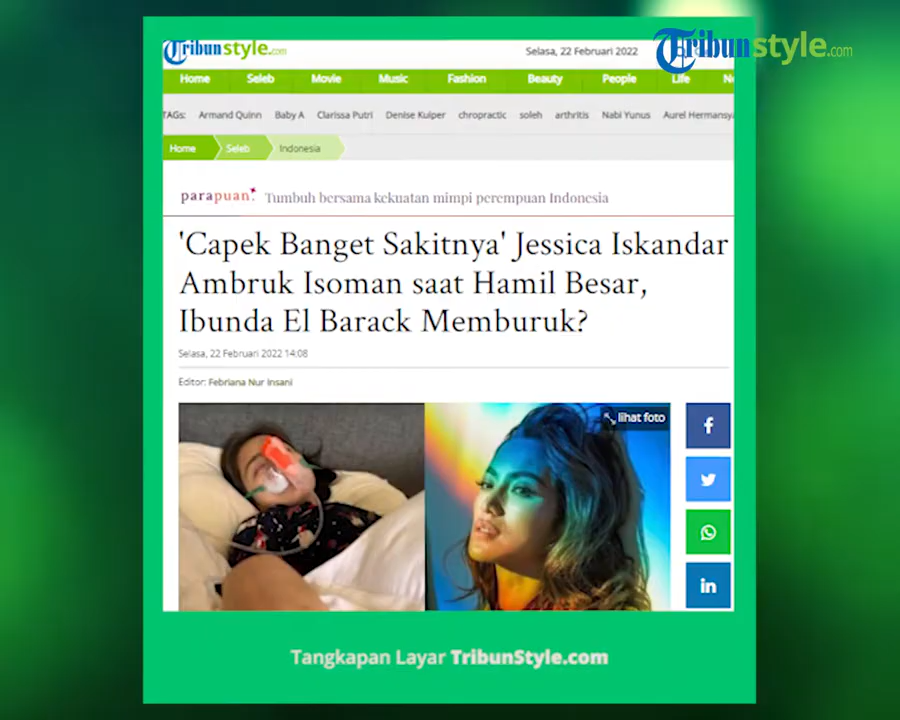 Tribunstyle.com
Selasa, 22 Februari 2022
Tribunstyle.com
Home Seleb Movie Music Fashion Beauty People Life
TAGs: Armand Quinn Baby A Clarissa Putri Denise Kuiper chropractic soleh arthritis Nabi Yunus Aurel Hermansya
Home Seleb Indonesia
parapuan. Tumbuh bersama kekuatan mimpi perempuan Indonesia
'Capek Banget Sakitnya' Jessica Iskandar
Ambruk Isoman saat Hamil Besar,
Ibunda El Barack Memburuk?
Selasa, 22 Februari 2022 14:08
Editor: Febriana Nur Insani
lihat foto
Tangkapan Layar TribunStyle.com